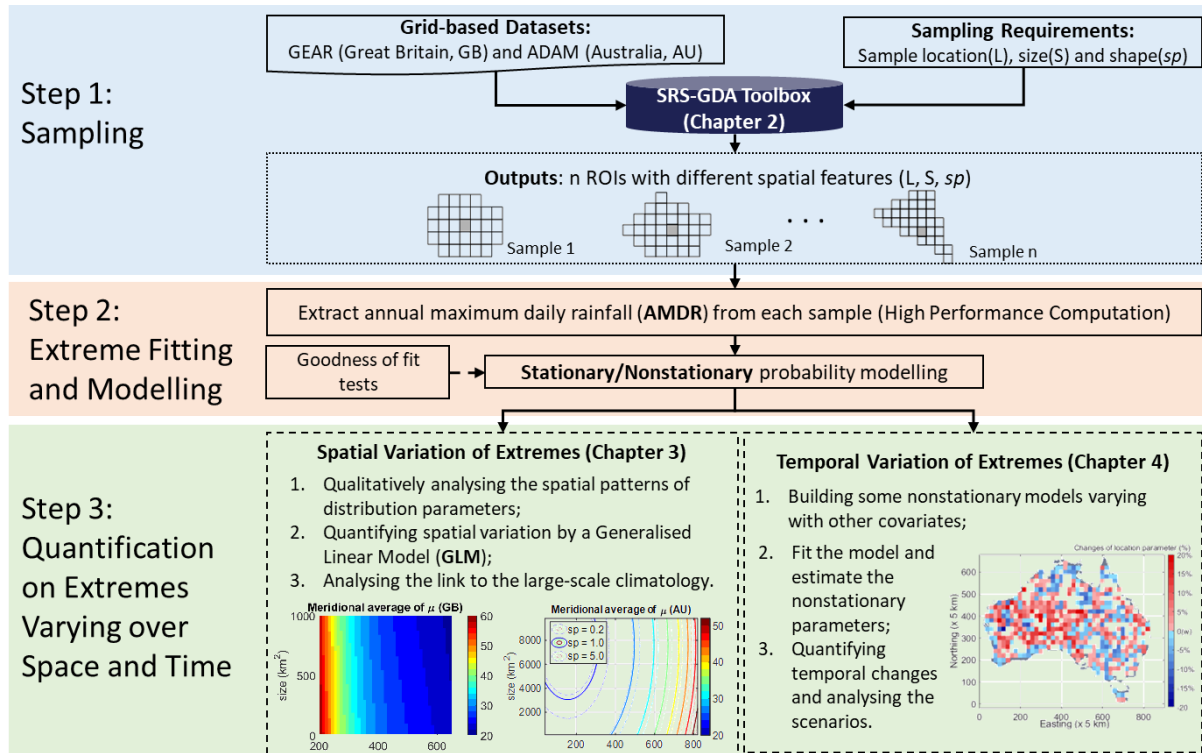 Step 1:
Sampling
Grid-based Datasets:
GEAR (Great Britain, GB) and ADAM (Australia, AU)
Sampling Requirements:
Sample location(L), size(S) and shape(sp)
SRS-GDA Toolbox
(Chapter 2)
Outputs: n ROIs with different spatial features (L, S, sp)
Sample 1
Sample 2
. . .
Sample n
Step 2:
Extreme Fitting
and Modelling
Extract annual maximum daily rainfall (AMDR) from each sample (High Performance Computation)
Goodness of fit
tests
Stationary/Nonstationary probability modelling
Step 3:
Quantification
on Extremes
Varying over
Space and Time
Spatial Variation of Extremes (Chapter 3)
1. Qualitatively analysing the spatial patterns of
distribution parameters;
2. Quantifying spatial variation by a Generalised
Linear Model (GLM);
3. Analysing the link to the large-scale climatology.
Meridional average of μ (GB)
size (km²)
1000
500
0
200
400
600
60
55
50
45
40
35
30
25
20
Meridional average of μ (AU)
sp = 0.2
sp = 1.0
sp = 5.0
size (km²)
8000
6000
4000
2000
200
400
600
800
50
40
30
20
Temporal Variation of Extremes (Chapter 4)
1. Building some nonstationary models varying
with other covariates;
2. Fit the model and
estimate the
nonstationary
parameters;
3. Quantifying
temporal changes
and analysing the
scenarios.
Changes of location parameter (%)
Northing (x 5 km)
600
500
400
300
200
100
0
0
200
400
600
800
Easting (x 5 km)
20%
15%
10%
5%
0(w)
-5%
-10%
-15%
-20%